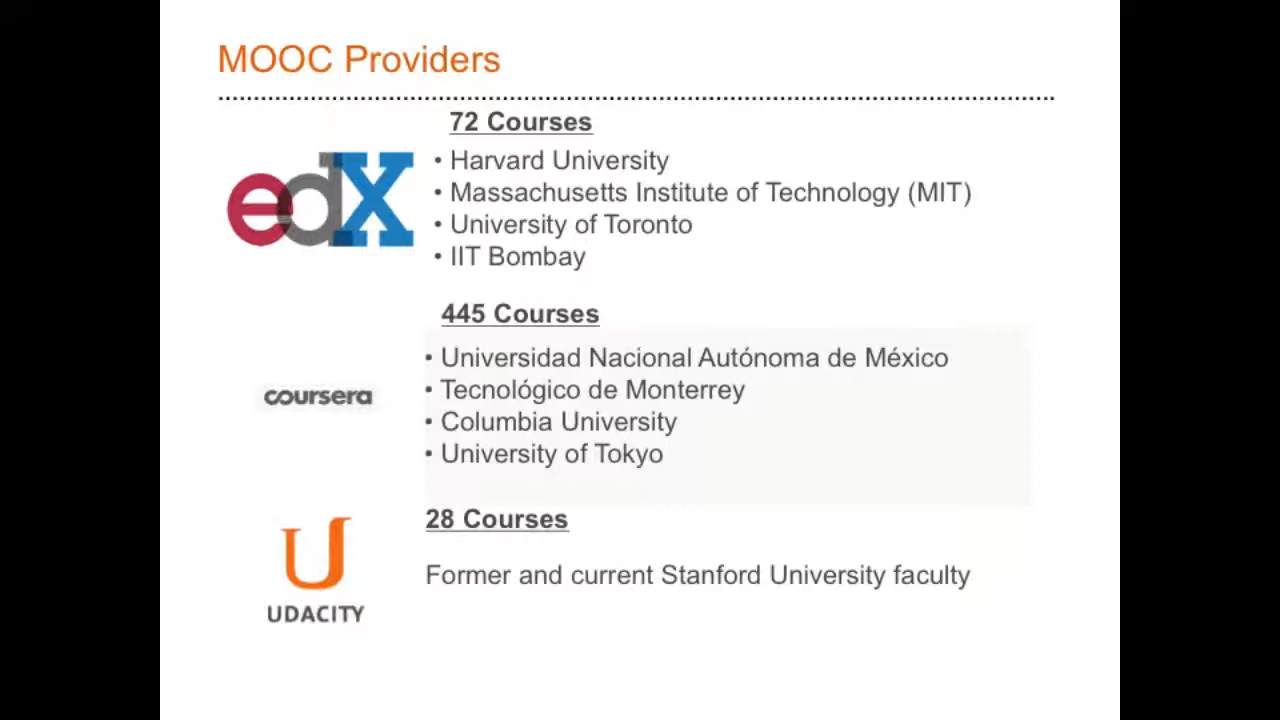 MOOC Providers
72 Courses
edX
• Harvard University
• Massachusetts Institute of Technology (MIT)
• University of Toronto
• IIT Bombay
445 Courses
coursera
• Universidad Nacional Autónoma de México
• Tecnológico de Monterrey
• Columbia University
• University of Tokyo
28 Courses
U
UDACITY
Former and current Stanford University faculty